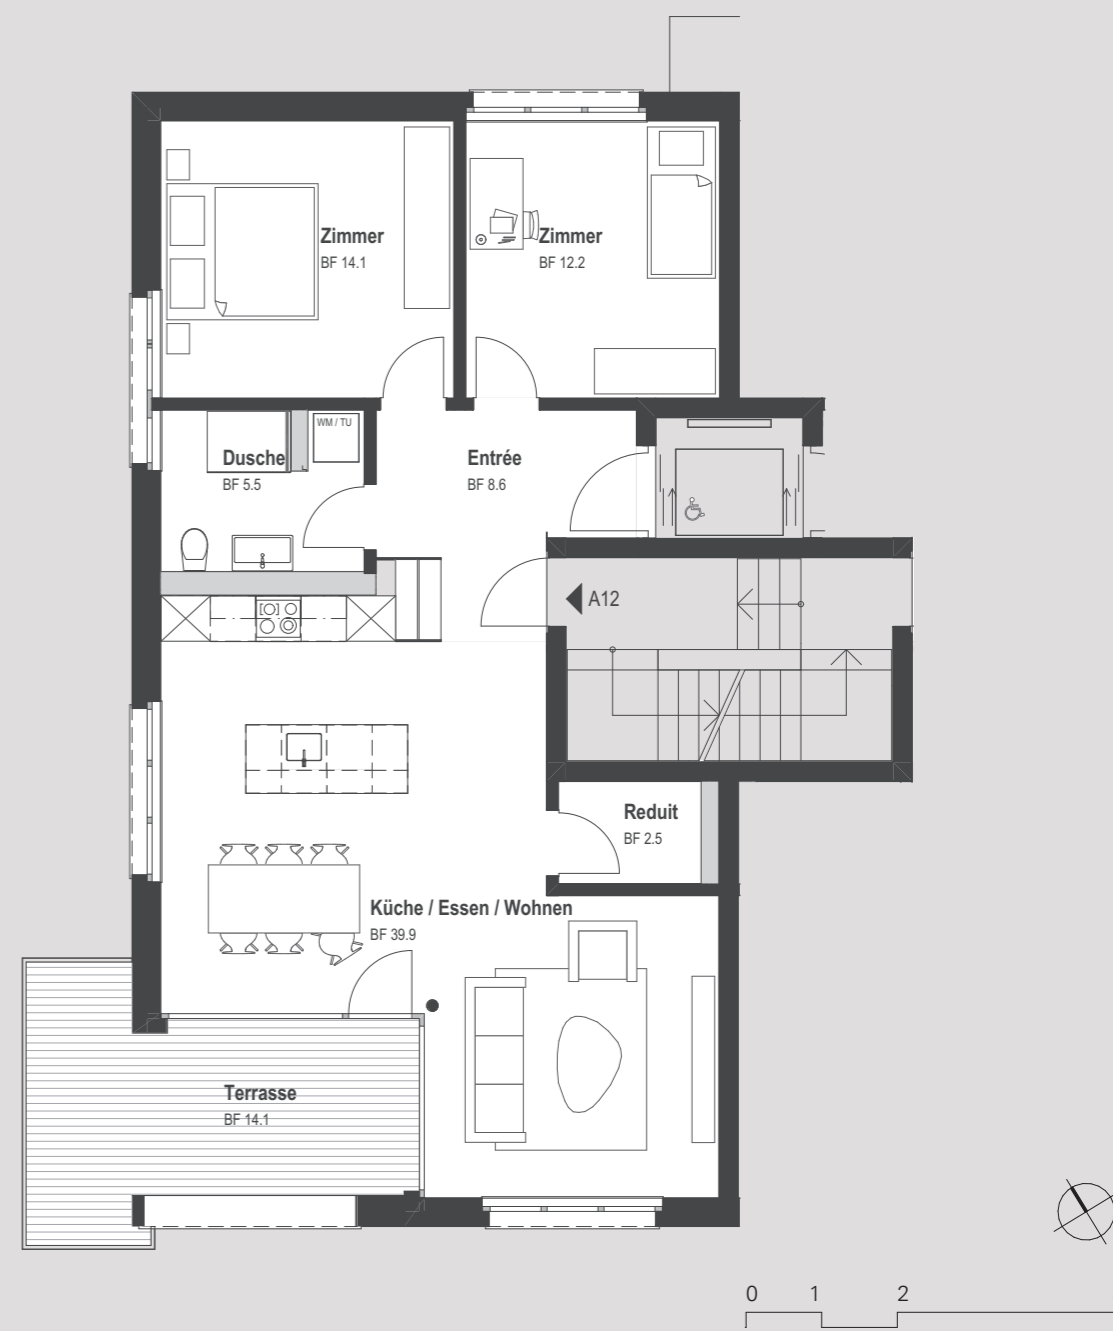 Zimmer
BF 14.1
Zimmer
BF 12.2
WM / TU
Dusche
BF 5.5
Entrée
BF 8.6
A12
Reduit
BF 2.5
Küche / Essen / Wohnen
BF 39.9
Terrasse
BF 14.1
0 1 2